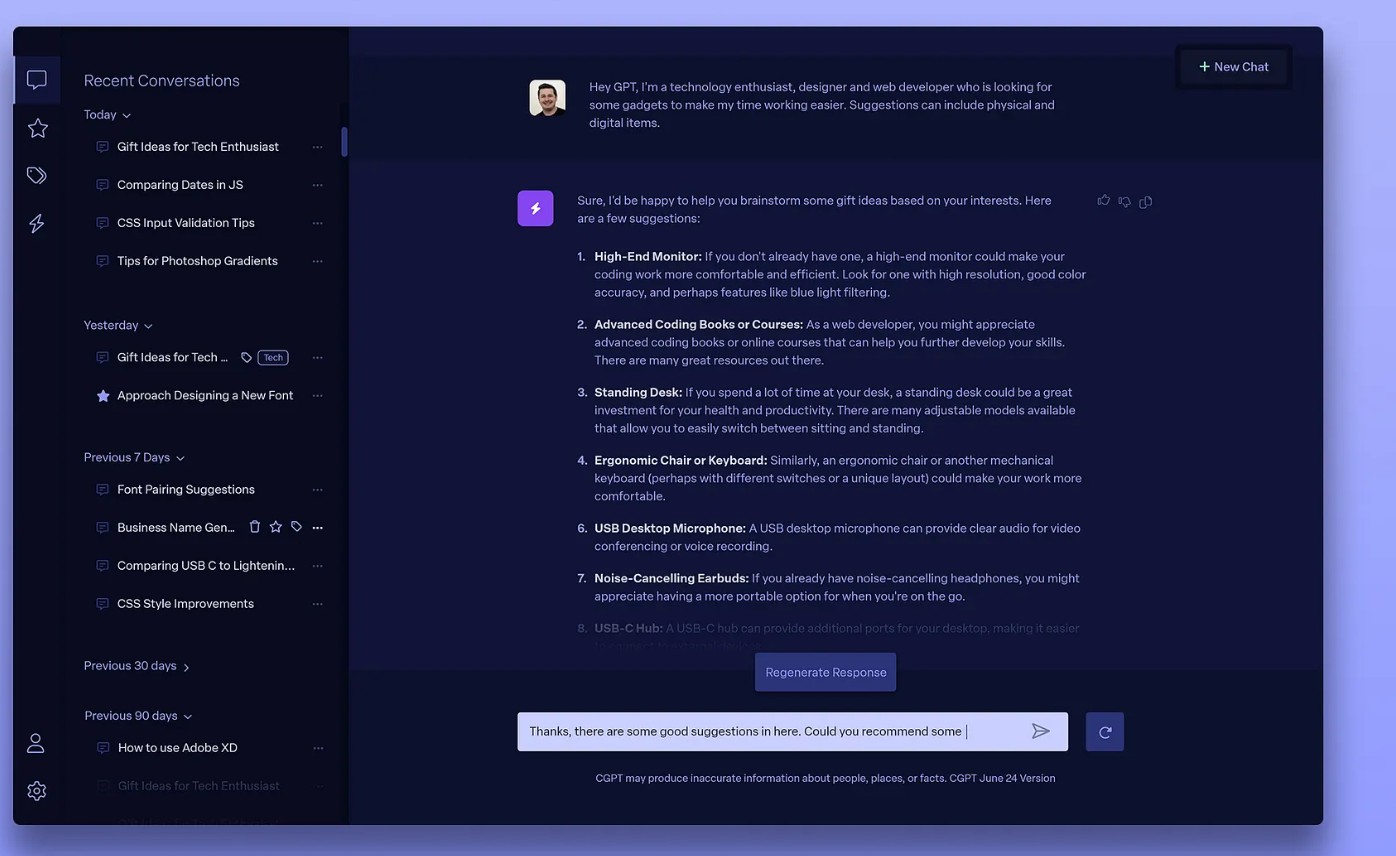 Recent Conversations
Today
Gift Ideas for Tech Enthusiast
Comparing Dates in JS
CSS Input Validation Tips
Tips for Photoshop Gradients
Yesterday
Gift Ideas for Tech ... Tech
Approach Designing a New Font
Previous 7 Days
Font Pairing Suggestions
Business Name Gen...
Comparing USB C to Lightenin...
CSS Style Improvements
Previous 30 days
Previous 90 days
How to use Adobe XD
Gift Ideas for Tech Enthusiast
+ New Chat
Hey GPT, I'm a technology enthusiast, designer and web developer who is looking for
some gadgets to make my time working easier. Suggestions can include physical and
digital items.
Sure, I'd be happy to help you brainstorm some gift ideas based on your interests. Here
are a few suggestions:
1. High-End Monitor: If you don't already have one, a high-end monitor could make your
coding work more comfortable and efficient. Look for one with high resolution, good color
accuracy, and perhaps features like blue light filtering.
2. Advanced Coding Books or Courses: As a web developer, you might appreciate
advanced coding books or online courses that can help you further develop your skills.
There are many great resources out there.
3. Standing Desk: If you spend a lot of time at your desk, a standing desk could be a great
investment for your health and productivity. There are many adjustable models available
that allow you to easily switch between sitting and standing.
4. Ergonomic Chair or Keyboard: Similarly, an ergonomic chair or another mechanical
keyboard (perhaps with different switches or a unique layout) could make your work more
comfortable.
6. USB Desktop Microphone: A USB desktop microphone can provide clear audio for video
conferencing or voice recording.
7. Noise-Cancelling Earbuds: If you already have noise-cancelling headphones, you might
appreciate having a more portable option for when you're on the go.
8. USB-C Hub: A USB-C hub can provide additional ports for your desktop, making it easier
Regenerate Response
Thanks, there are some good suggestions in here. Could you recommend some
CGPT may produce inaccurate information about people, places, or facts. CGPT June 24 Version